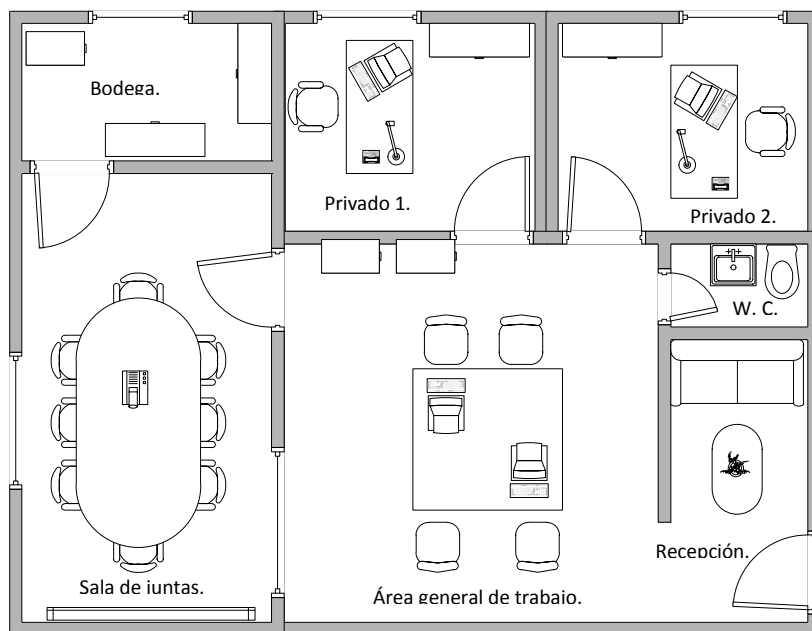 Bodega.
Privado 1.
Privado 2.
W. C.
Recepción.
Sala de juntas.
Área general de trabajo.